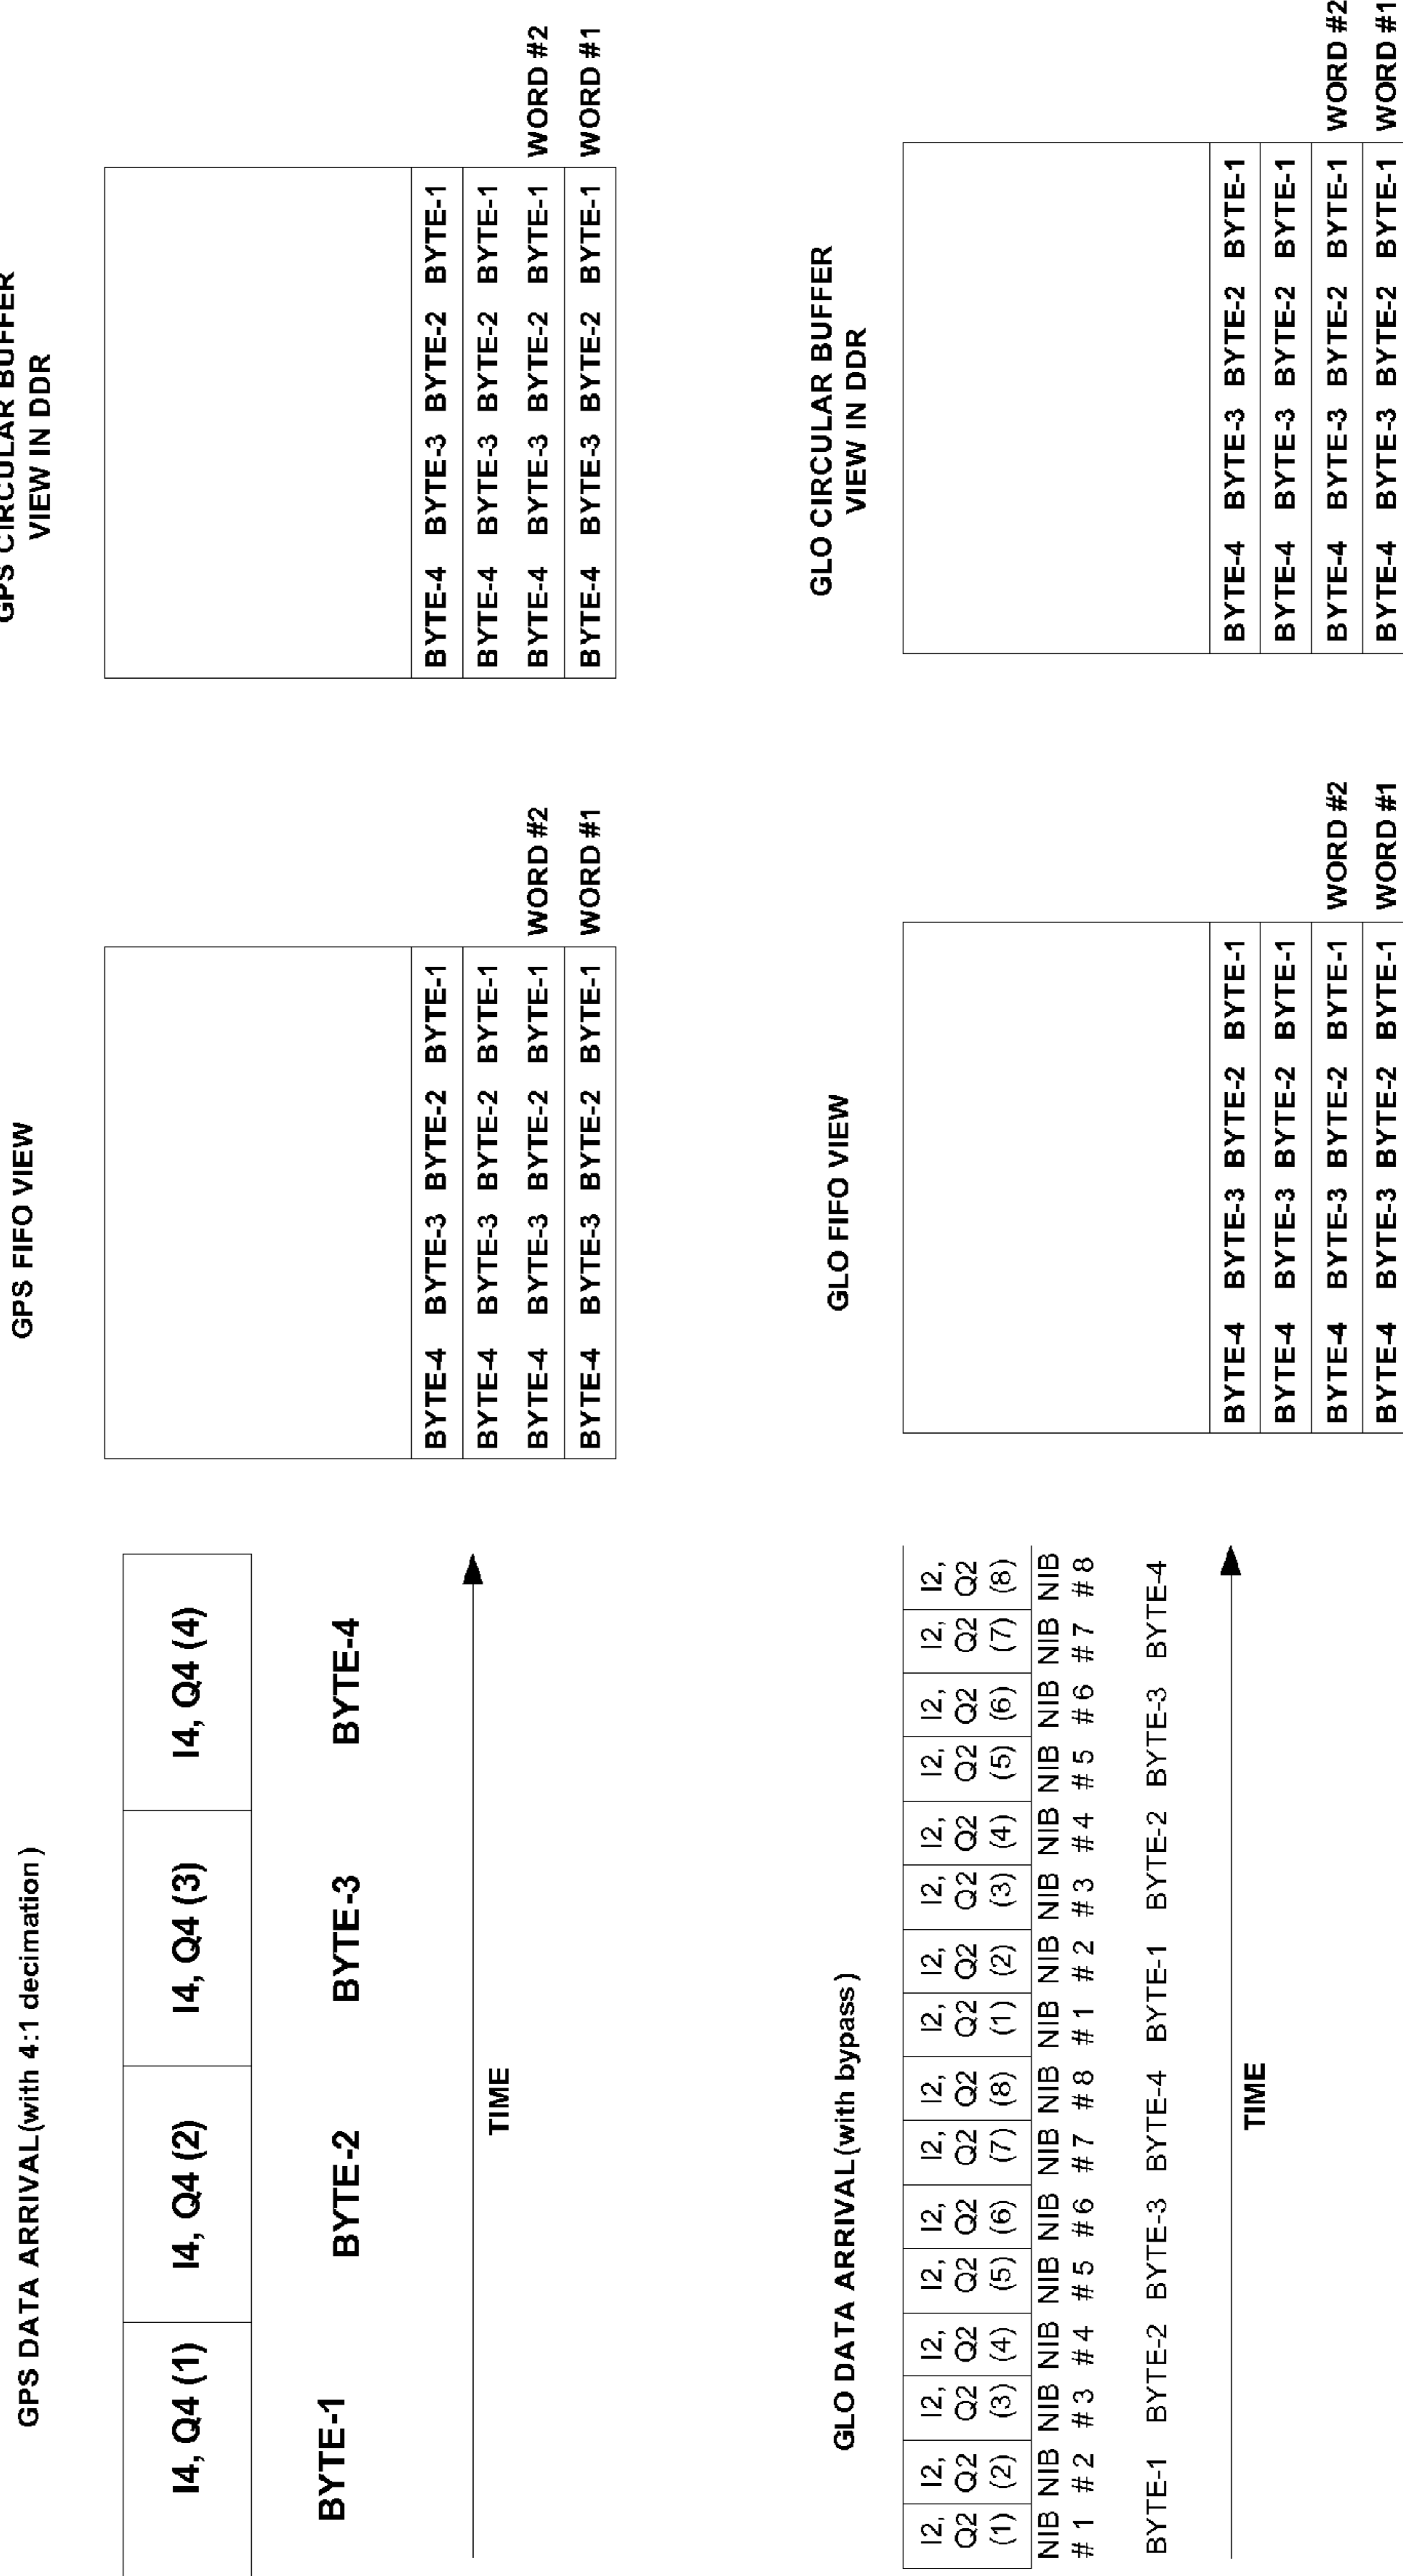 GPS DATA ARRIVAL(with 4:1 decimation)
I4, Q4 (1) I4, Q4 (2) I4, Q4 (3) I4, Q4 (4)
BYTE-1 BYTE-2 BYTE-3 BYTE-4
TIME
GPS FIFO VIEW
BYTE-4 BYTE-3 BYTE-2 BYTE-1
BYTE-4 BYTE-3 BYTE-2 BYTE-1
BYTE-4 BYTE-3 BYTE-2 BYTE-1 WORD #2
BYTE-4 BYTE-3 BYTE-2 BYTE-1 WORD #1
GPS CIRCULAR BUFFER
VIEW IN DDR
BYTE-4 BYTE-3 BYTE-2 BYTE-1
BYTE-4 BYTE-3 BYTE-2 BYTE-1
BYTE-4 BYTE-3 BYTE-2 BYTE-1 WORD #2
BYTE-4 BYTE-3 BYTE-2 BYTE-1 WORD #1
GLO DATA ARRIVAL(with bypass)
I2, I2, I2, I2, I2, I2, I2, I2, I2, I2, I2, I2, I2, I2, I2, I2,
Q2 Q2 Q2 Q2 Q2 Q2 Q2 Q2 Q2 Q2 Q2 Q2 Q2 Q2 Q2 Q2
(1) (2) (3) (4) (5) (6) (7) (8) (1) (2) (3) (4) (5) (6) (7) (8)
NIB NIB NIB NIB NIB NIB NIB NIB NIB NIB NIB NIB NIB NIB NIB NIB
# 1 # 2 # 3 # 4 # 5 # 6 # 7 # 8 # 1 # 2 # 3 # 4 # 5 # 6 # 7 # 8
BYTE-1 BYTE-2 BYTE-3 BYTE-4 BYTE-1 BYTE-2 BYTE-3 BYTE-4
TIME
GLO FIFO VIEW
BYTE-4 BYTE-3 BYTE-2 BYTE-1
BYTE-4 BYTE-3 BYTE-2 BYTE-1
BYTE-4 BYTE-3 BYTE-2 BYTE-1 WORD #2
BYTE-4 BYTE-3 BYTE-2 BYTE-1 WORD #1
GLO CIRCULAR BUFFER
VIEW IN DDR
BYTE-4 BYTE-3 BYTE-2 BYTE-1
BYTE-4 BYTE-3 BYTE-2 BYTE-1
BYTE-4 BYTE-3 BYTE-2 BYTE-1 WORD #2
BYTE-4 BYTE-3 BYTE-2 BYTE-1 WORD #1